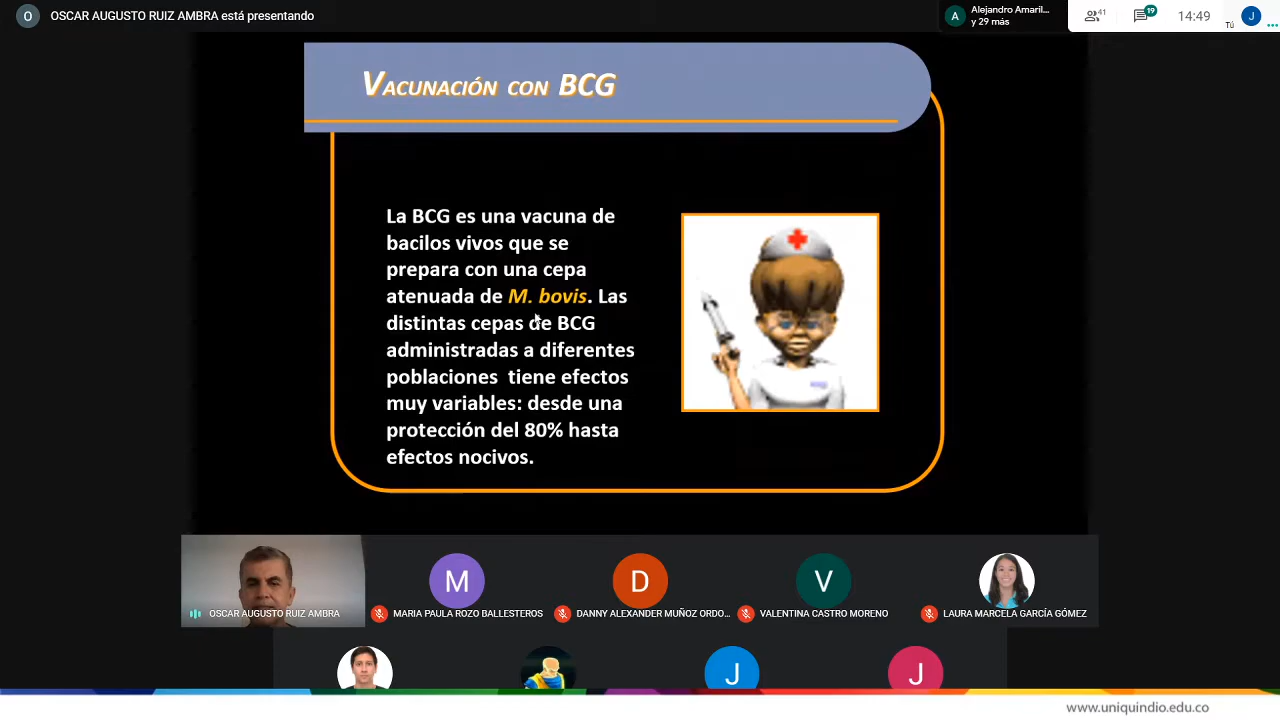 O OSCAR AUGUSTO RUIZ AMBRA está presentando
A Alejandro Amaril...
y 29 más
41
19
14:49
Tú
J
VACUNACIÓN CON BCG
La BCG es una vacuna de
bacilos vivos que se
prepara con una cepa
atenuada de M. bovis. Las
distintas cepas de BCG
administradas a diferentes
poblaciones tiene efectos
muy variables: desde una
protección del 80% hasta
efectos nocivos.
M
D
V
OSCAR AUGUSTO RUIZ AMBRA
MARIA PAULA ROZO BALLESTEROS
DANNY ALEXANDER MUÑOZ ORDO...
VALENTINA CASTRO MORENO
LAURA MARCELA GARCÍA GÓMEZ
J
J
www.uniquindio.edu.co